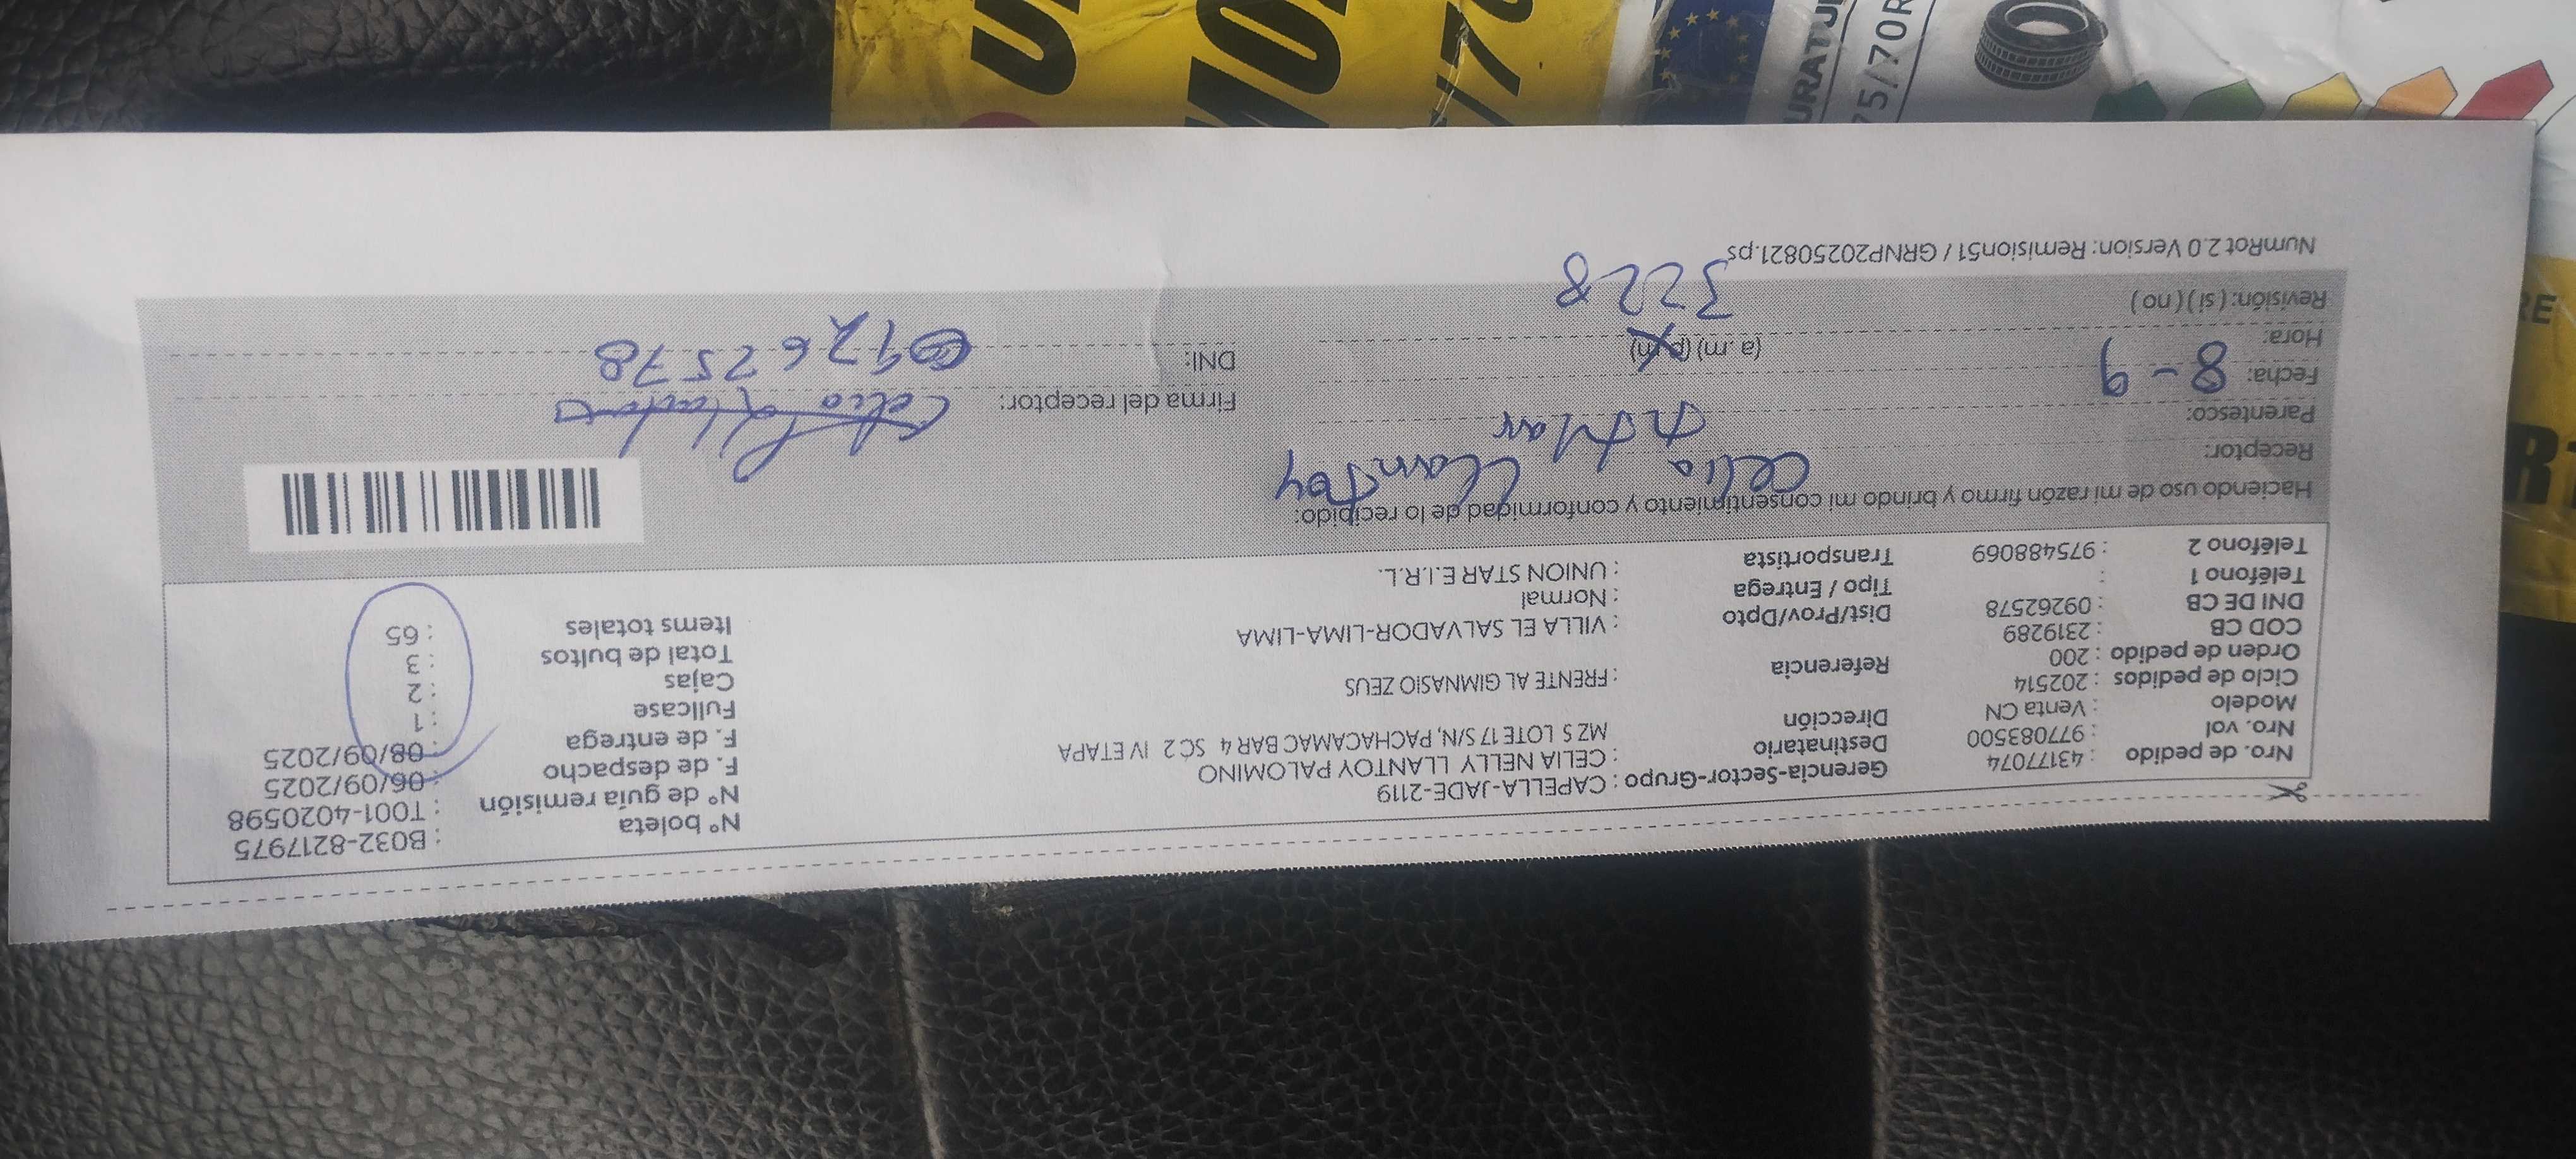 Nro. de pedido : 43177074
Nro. vol : 977083500
Modelo : Venta CN
Ciclo de pedidos : 202514
Orden de pedido : 200
COD CB : 2319289
DNI DE CB : 09262578
Teléfono 1 :
Teléfono 2 : 975488069
Gerencia-Sector-Grupo : CAPELLA-JADE-2119
Destinatario : CELIA NELLY LLANTOY PALOMINO
Dirección MZ S LOTE 17 S/N, PACHACAMAC BAR 4 SC2 IV ETAPA
Referencia : FRENTE AL GIMNASIO ZEUS
Dist/Prov/Dpto : VILLA EL SALVADOR-LIMA-LIMA
Tipo / Entrega : Normal
Transportista : UNION STAR E.I.R.L.
N° boleta : B032-8217975
N° de guía remisión : T001-4020598
F. de despacho : 06/09/2025
F. de entrega : 08/09/2025
Fullcase : 1
Cajas : 2
Total de bultos : 3
Items totales : 65
Haciendo uso de mi razón firmo y brindo mi consentimiento y conformidad de lo recibido:
Receptor: Celia Llantoy
Parentesco:
Fecha: 8-9
Hora: (a. m) (p.m)
Revisión: (si) (no)
3228
Firma del receptor:
DNI:
NumRot 2.0 Version: Remision51 / GRNP20250821.ps